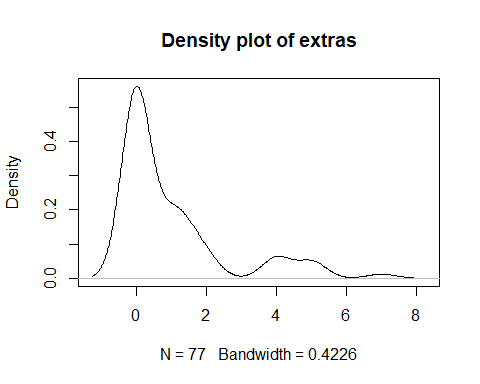 Density plot of extras
Density
0.4
0.2
0.0
0 2 4 6 8
N = 77 Bandwidth = 0.4226